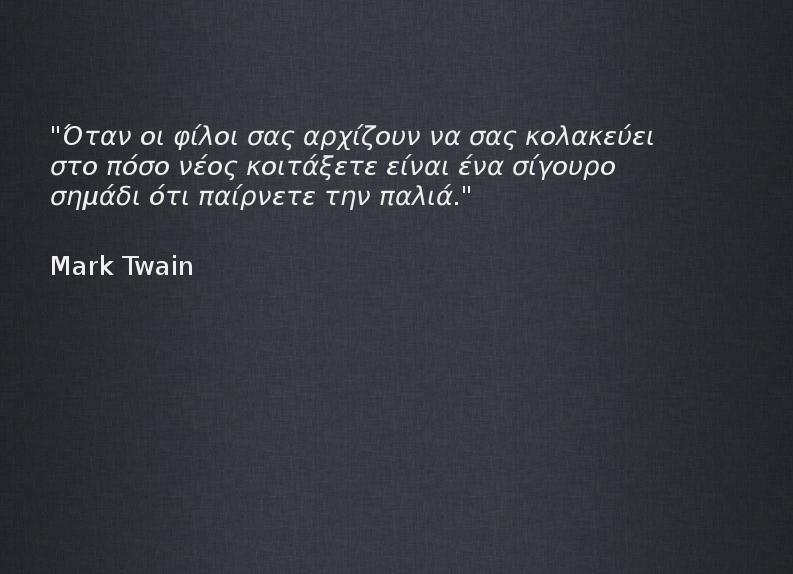 "Όταν οι φίλοι σας αρχίζουν να σας κολακεύει
στο πόσο νέος κοιτάξετε είναι ένα σίγουρο
σημάδι ότι παίρνετε την παλιά."
Mark Twain